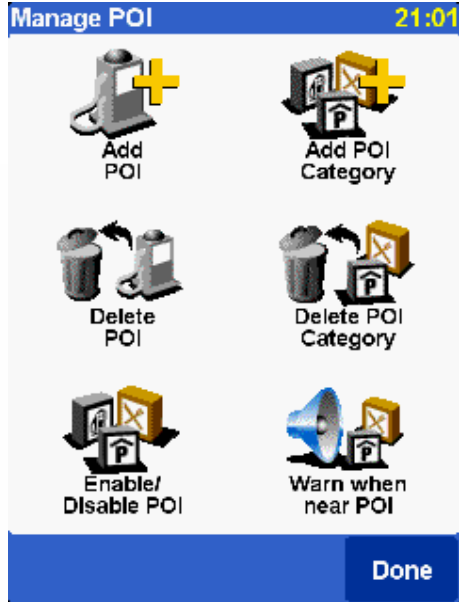 Manage POI 21:01
Add
POI
Add POI
Category
Delete
POI
Delete POI
Category
Enable/
Disable POI
Warn when
near POI
Done